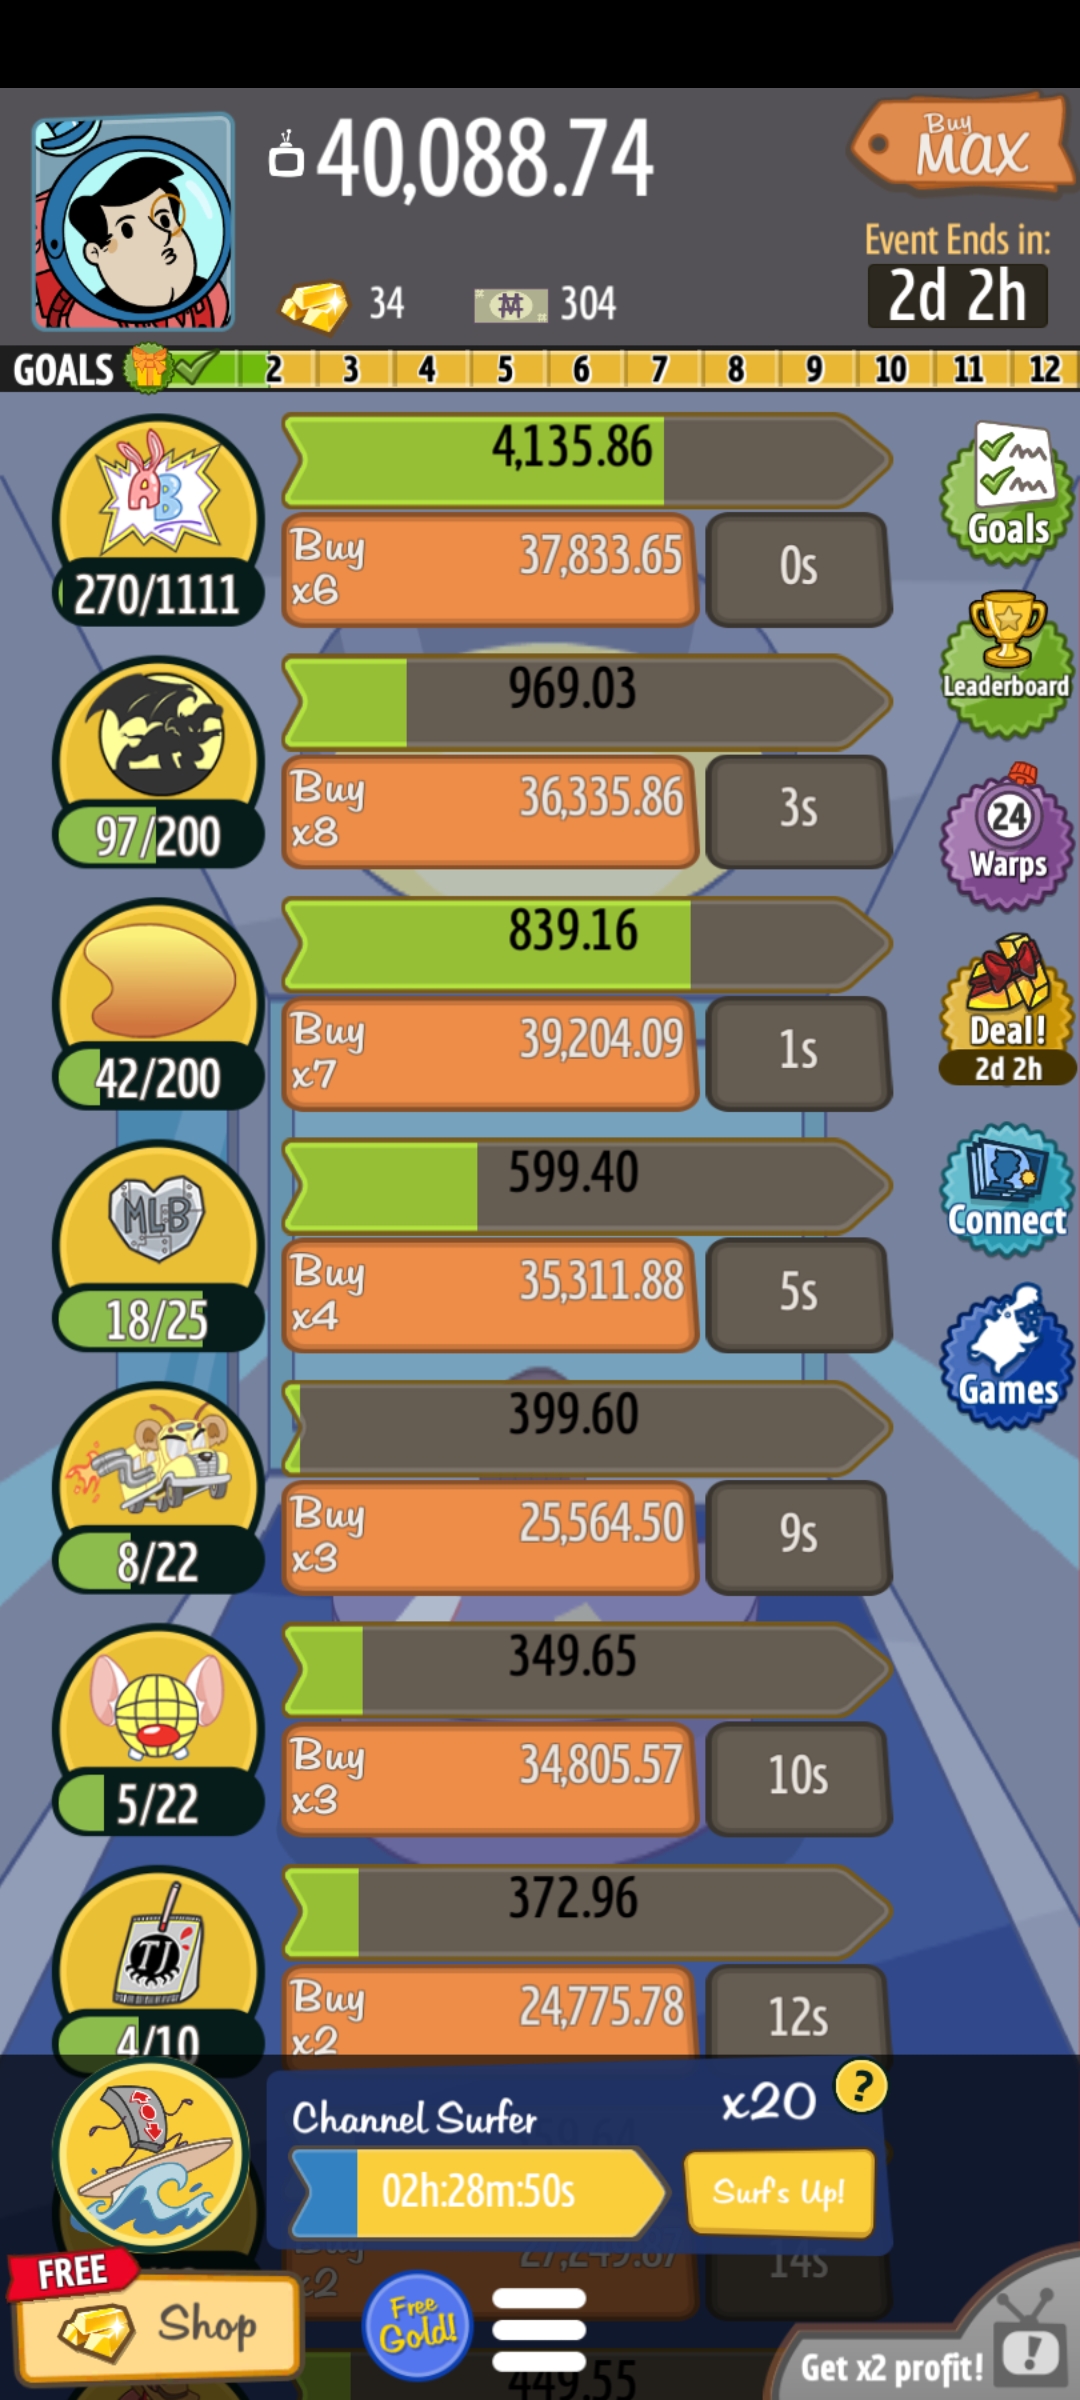 40,088.74
Buy
MAX
Event Ends in:
34
304
2d 2h
GOALS 2 3 4 5 6 7 8 9 10 11 12
4,135.86
AB
Buy
x6
37,833.65
0s
270/1111
Goals
969.03
Buy
x8
36,335.86
3s
97/200
Leaderboard
24
Warps
839.16
Buy
x7
39,204.09
1s
42/200
Deal!
2d 2h
599.40
MLB
Buy
x4
35,311.88
5s
18/25
Connect
399.60
Buy
x3
25,564.50
9s
8/22
Games
349.65
Buy
x3
34,805.57
10s
5/22
372.96
TJ
Buy
x2
24,775.78
12s
4/10
Channel Surfer
x20
?
02h:28m:50s
Surf's Up!
14s
FREE
Shop
Free
Gold!
Get x2 profit!
449.55